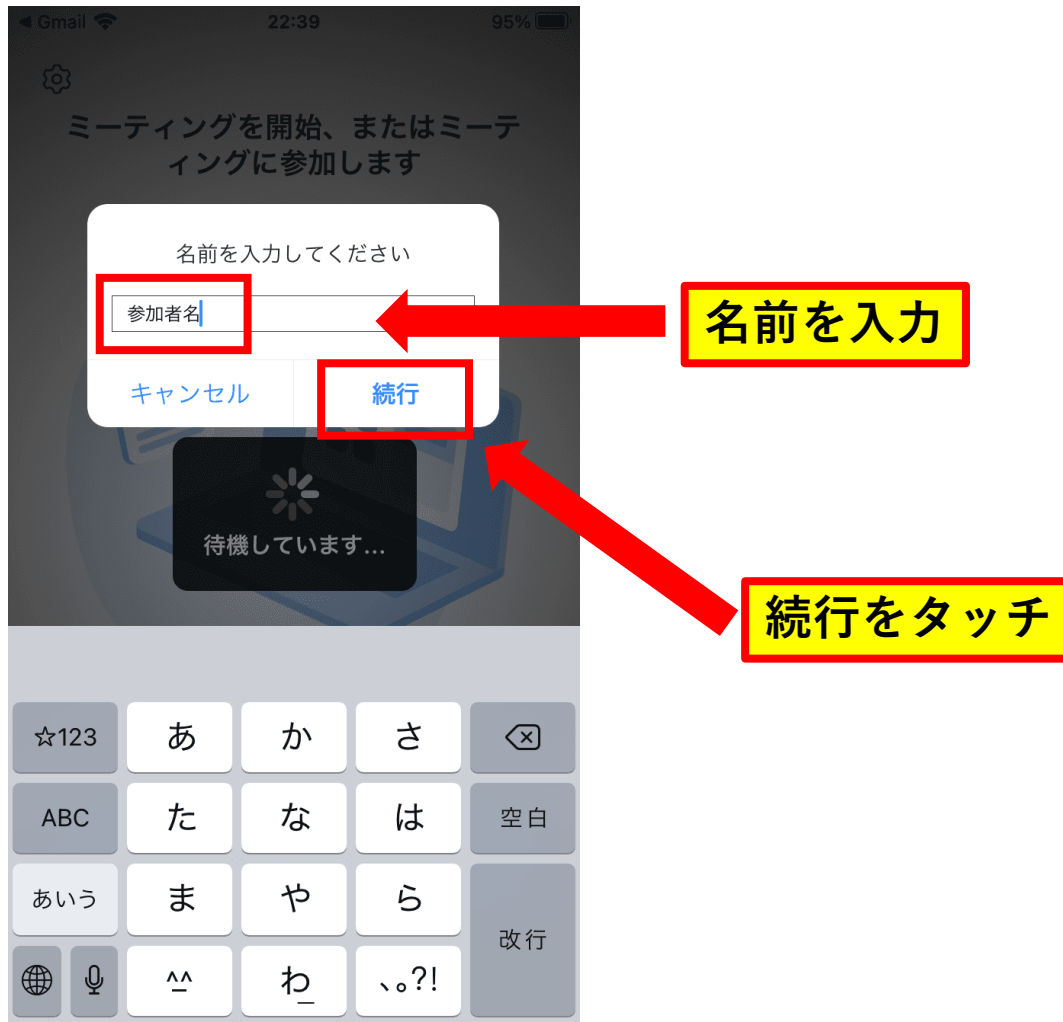 ◀ Gmail 22:39 95%
ミーティングを開始、またはミーテ
ィングに参加します
名前を入力してください
参加者名
キャンセル 続行
待機しています...
名前を入力
続行をタッチ
☆123 あ か さ
ABC た な は 空白
あいう ま や ら
改行
^^ わ 、。?!